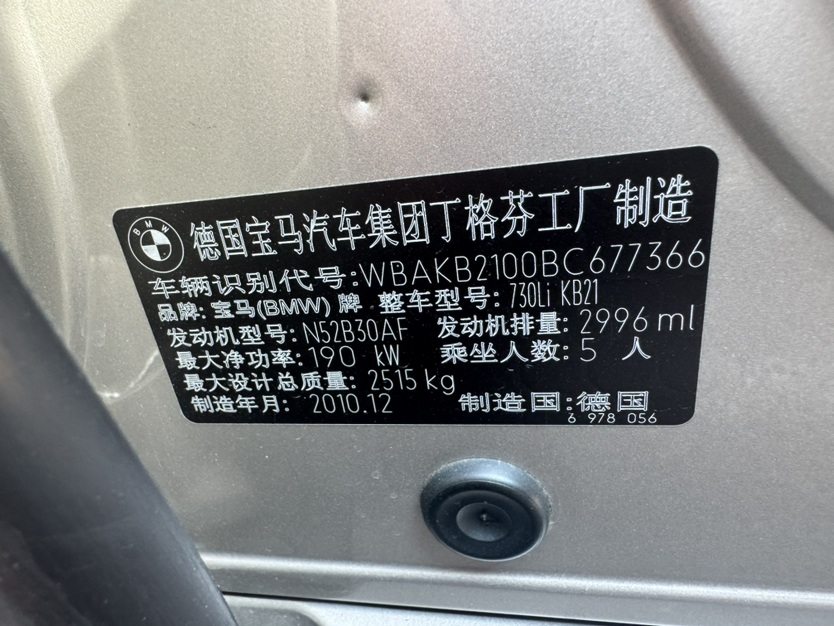 BMW
德国宝马汽车集团丁格芬工厂制造
车辆识别代号:WBAKB2100BC677366
品牌:宝马(BMW)牌 整车型号:730Li KB21
发动机型号:N52B30AF 发动机排量:2996ml
最大净功率:190 kW 乘坐人数:5 人
最大设计总质量:2515kg
制造年月:2010.12 制造国:德国
6 978 056